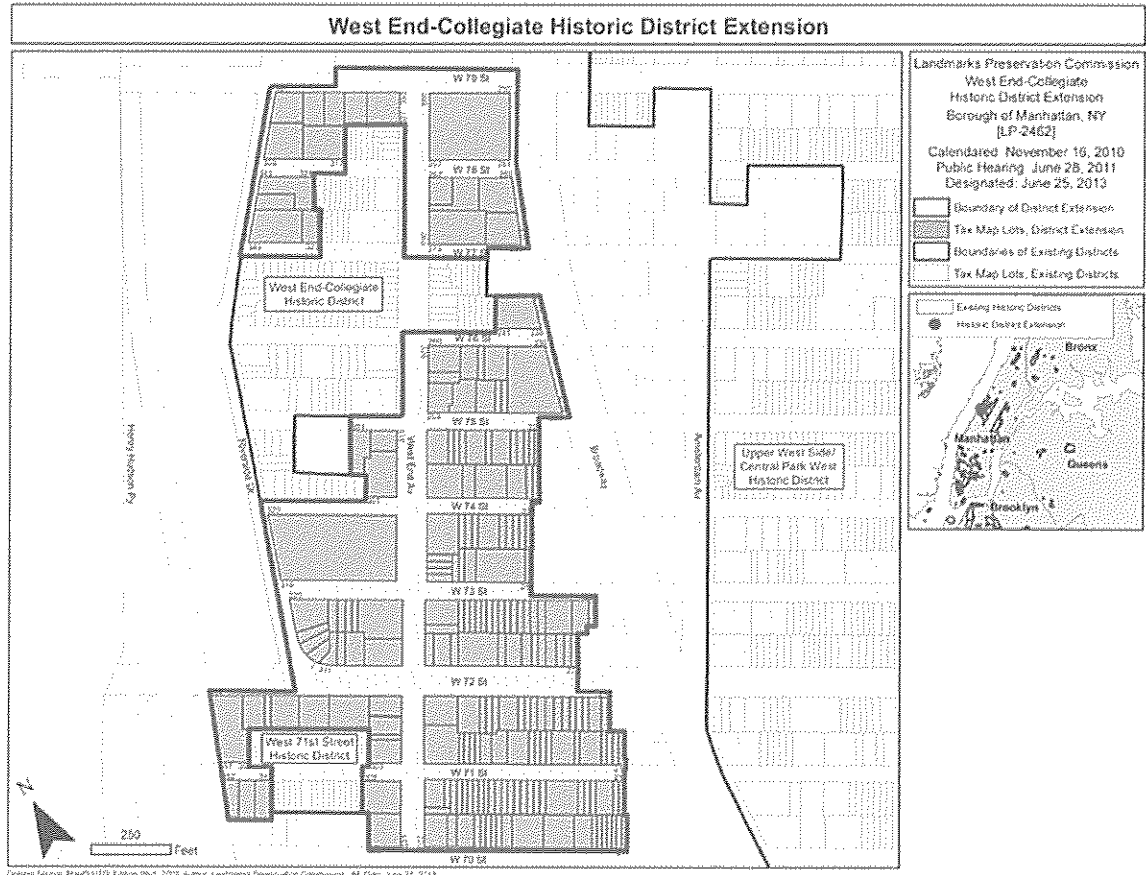 West End-Collegiate Historic District Extension
Landmarks Preservation Commission
West End-Collegiate
Historic District Extension
Borough of Manhattan, NY
[LP-2462]
Calendared: November 16, 2010
Public Hearing: June 28, 2011
Designated: June 25, 2013
Boundary of District Extension
Tax Map Lots, District Extension
Boundaries of Existing Districts
Tax Map Lots, Existing Districts
Existing Historic Districts
Historic District Extension
Bronx
Manhattan
Queens
Brooklyn
W 79 St
W 78 St
W 77 St
West End-Collegiate
Historic District
W 76 St
W 75 St
Henry Hudson Py
Riverside
West End Av
Broadway
Amsterdam Av
Upper West Side/
Central Park West
Historic District
W 74 St
W 73 St
W 72 St
West 71st Street
Historic District
W 71 St
W 70 St
N
250
Feet